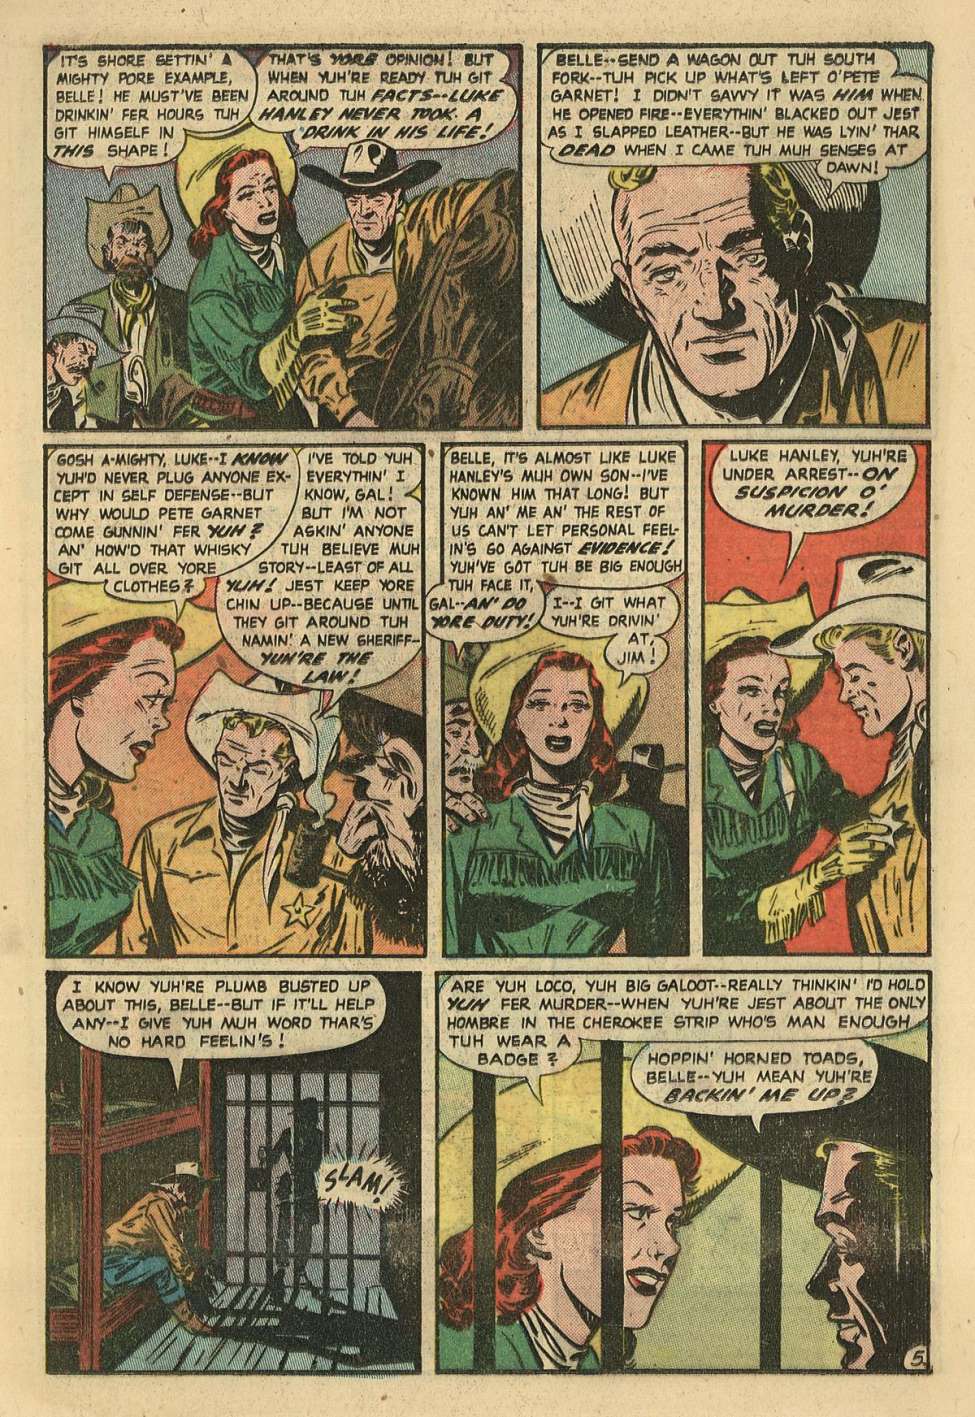 IT'S SHORE SETTIN' A
MIGHTY PORE EXAMPLE,
BELLE! HE MUST'VE BEEN
DRINKIN' FER HOURS TUH
GIT HIMSELF IN
THIS SHAPE!
THAT'S YORE OPINION! BUT
WHEN YUH'RE READY TUH GIT
AROUND TUH FACTS--LUKE
HANLEY NEVER TOOK A
DRINK IN HIS LIFE!
BELLE--SEND A WAGON OUT TUH SOUTH
FORK--TUH PICK UP WHAT'S LEFT O'PETE
GARNET! I DIDN'T SAVVY IT WAS HIM WHEN
HE OPENED FIRE--EVERYTHIN' BLACKED OUT JEST
AS I SLAPPED LEATHER--BUT HE WAS LYIN' THAR
DEAD WHEN I CAME TUH MUH SENSES AT
DAWN!
GOSH A-MIGHTY, LUKE--I KNOW
YUH'D NEVER PLUG ANYONE EX-
CEPT IN SELF DEFENSE--BUT
WHY WOULD PETE GARNET
COME GUNNIN' FER YUH?
AN' HOW'D THAT WHISKY
GIT ALL OVER YORE
CLOTHES?
I'VE TOLD YUH
EVERYTHIN' I
KNOW, GAL!
BUT I'M NOT
ASKIN' ANYONE
TUH BELIEVE MUH
STORY--LEAST OF ALL
YUH! JEST KEEP YORE
CHIN UP--BECAUSE UNTIL
THEY GIT AROUND TUH
NAMIN' A NEW SHERIFF--
YUH'RE THE
LAW!
BELLE, IT'S ALMOST LIKE LUKE
HANLEY'S MUH OWN SON--I'VE
KNOWN HIM THAT LONG! BUT
YUH AN' ME AN' THE REST OF
US CAN'T LET PERSONAL FEEL-
IN'S GO AGAINST EVIDENCE!
YUH'VE GOT TUH BE BIG ENOUGH
TUH FACE IT,
GAL--AN' DO
YORE DUTY!
I--I GIT WHAT
YUH'RE DRIVIN'
AT,
JIM!
LUKE HANLEY, YUH'RE
UNDER ARREST--ON
SUSPICION O'
MURDER!
I KNOW YUH'RE PLUMB BUSTED UP
ABOUT THIS, BELLE--BUT IF IT'LL HELP
ANY--I GIVE YUH MUH WORD THAR'S
NO HARD FEELIN'S!
SLAM!
ARE YUH LOCO, YUH BIG GALOOT--REALLY THINKIN' I'D HOLD
YUH FER MURDER--WHEN YUH'RE JEST ABOUT THE ONLY
HOMBRE IN THE CHEROKEE STRIP WHO'S MAN ENOUGH
TUH WEAR A
BADGE?
HOPPIN' HORNED TOADS,
BELLE--YUH MEAN YUH'RE
BACKIN' ME UP?
5